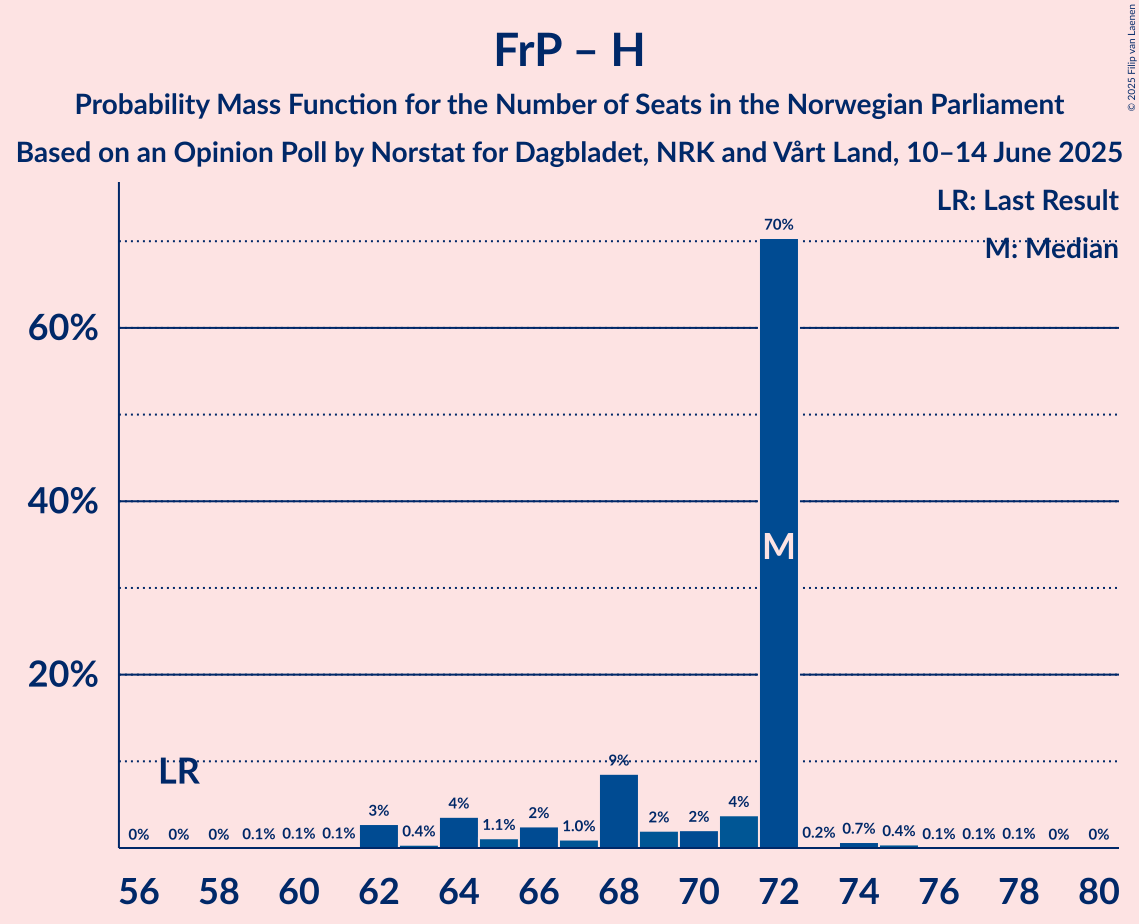 FrP – H
Probability Mass Function for the Number of Seats in the Norwegian Parliament
Based on an Opinion Poll by Norstat for Dagbladet, NRK and Vårt Land, 10–14 June 2025
© 2025 Filip van Laenen
LR: Last Result
M: Median
60%
40%
20%
LR
M
0% 0% 0% 0.1% 0.1% 0.1% 3% 0.4% 4% 1.1% 2% 1.0% 9% 2% 2% 4% 70% 0.2% 0.7% 0.4% 0.1% 0.1% 0.1% 0% 0%
56 58 60 62 64 66 68 70 72 74 76 78 80